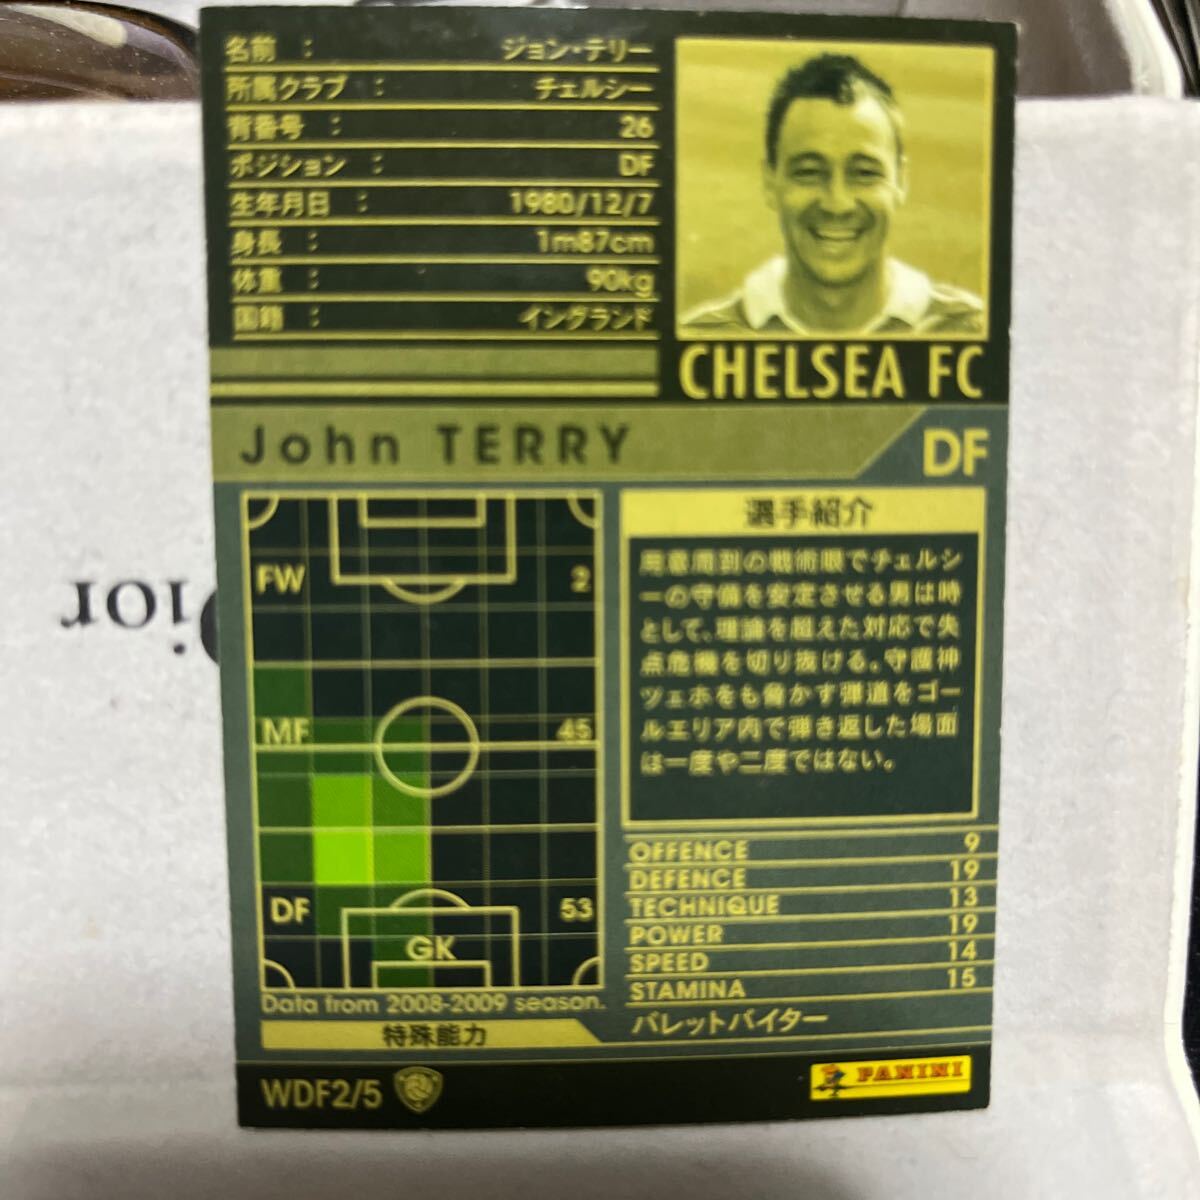 名前 : ジョン・テリー
所属クラブ : チェルシー
背番号 : 26
ポジション : DF
生年月日 : 1980/12/7
身長 : 1m87cm
体重 : 90kg
国籍 : イングランド
CHELSEA FC
John TERRY
DF
FW 2
MF 45
DF 53
GK
Data from 2008-2009 season.
選手紹介
用意周到の戦術眼でチェルシ
ーの守備を安定させる男は時
として、理論を超えた対応で失
点危機を切り抜ける。守護神
ツェホをも脅かす弾道をゴー
ルエリア内で弾き返した場面
は一度や二度ではない。
OFFENCE 9
DEFENCE 19
TECHNIQUE 13
POWER 19
SPEED 14
STAMINA 15
特殊能力
バレットバイター
WDF2/5
PANINI
Dior